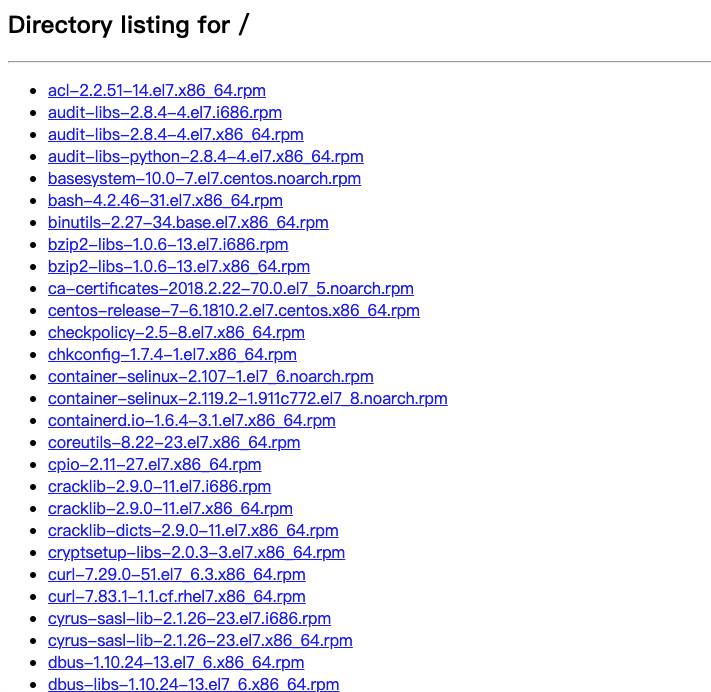 Directory listing for /
acl-2.2.51-14.el7.x86_64.rpm
audit-libs-2.8.4-4.el7.i686.rpm
audit-libs-2.8.4-4.el7.x86_64.rpm
audit-libs-python-2.8.4-4.el7.x86_64.rpm
basesystem-10.0-7.el7.centos.noarch.rpm
bash-4.2.46-31.el7.x86_64.rpm
binutils-2.27-34.base.el7.x86_64.rpm
bzip2-libs-1.0.6-13.el7.i686.rpm
bzip2-libs-1.0.6-13.el7.x86_64.rpm
ca-certificates-2018.2.22-70.0.el7_5.noarch.rpm
centos-release-7-6.1810.2.el7.centos.x86_64.rpm
checkpolicy-2.5-8.el7.x86_64.rpm
chkconfig-1.7.4-1.el7.x86_64.rpm
container-selinux-2.107-1.el7_6.noarch.rpm
container-selinux-2.119.2-1.911c772.el7_8.noarch.rpm
containerd.io-1.6.4-3.1.el7.x86_64.rpm
coreutils-8.22-23.el7.x86_64.rpm
cpio-2.11-27.el7.x86_64.rpm
cracklib-2.9.0-11.el7.i686.rpm
cracklib-2.9.0-11.el7.x86_64.rpm
cracklib-dicts-2.9.0-11.el7.x86_64.rpm
cryptsetup-libs-2.0.3-3.el7.x86_64.rpm
curl-7.29.0-51.el7_6.3.x86_64.rpm
curl-7.83.1-1.1.cf.rhel7.x86_64.rpm
cyrus-sasl-lib-2.1.26-23.el7.i686.rpm
cyrus-sasl-lib-2.1.26-23.el7.x86_64.rpm
dbus-1.10.24-13.el7_6.x86_64.rpm
dbus-libs-1.10.24-13.el7_6.x86_64.rpm